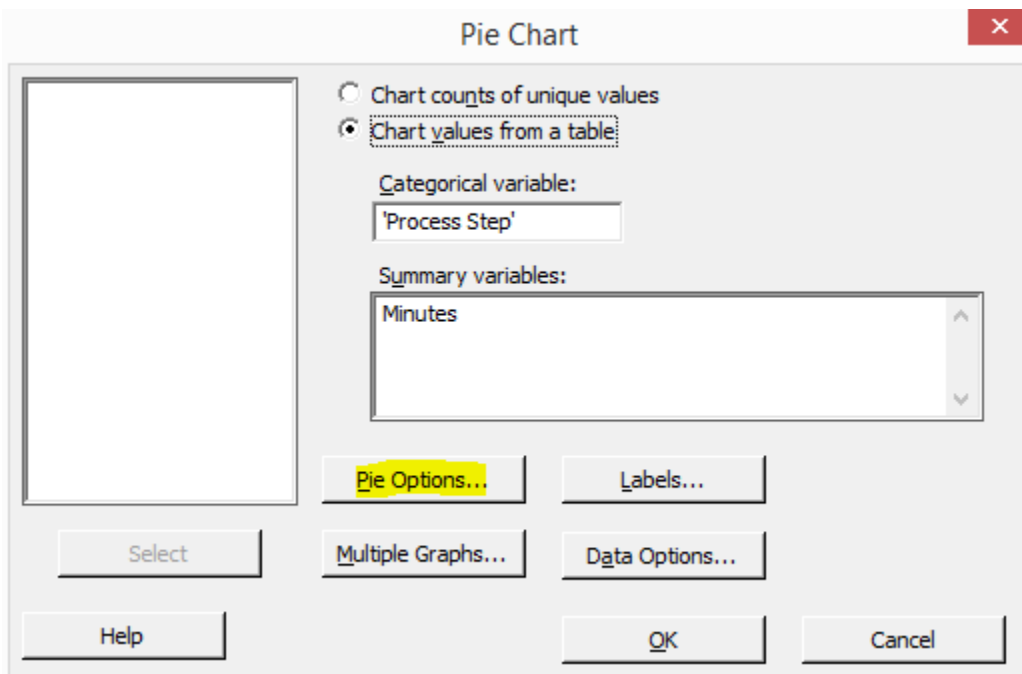 Pie Chart
Chart counts of unique values
Chart values from a table
Categorical variable:
'Process Step'
Summary variables:
Minutes
Pie Options...
Labels...
Select
Multiple Graphs...
Data Options...
Help
OK
Cancel